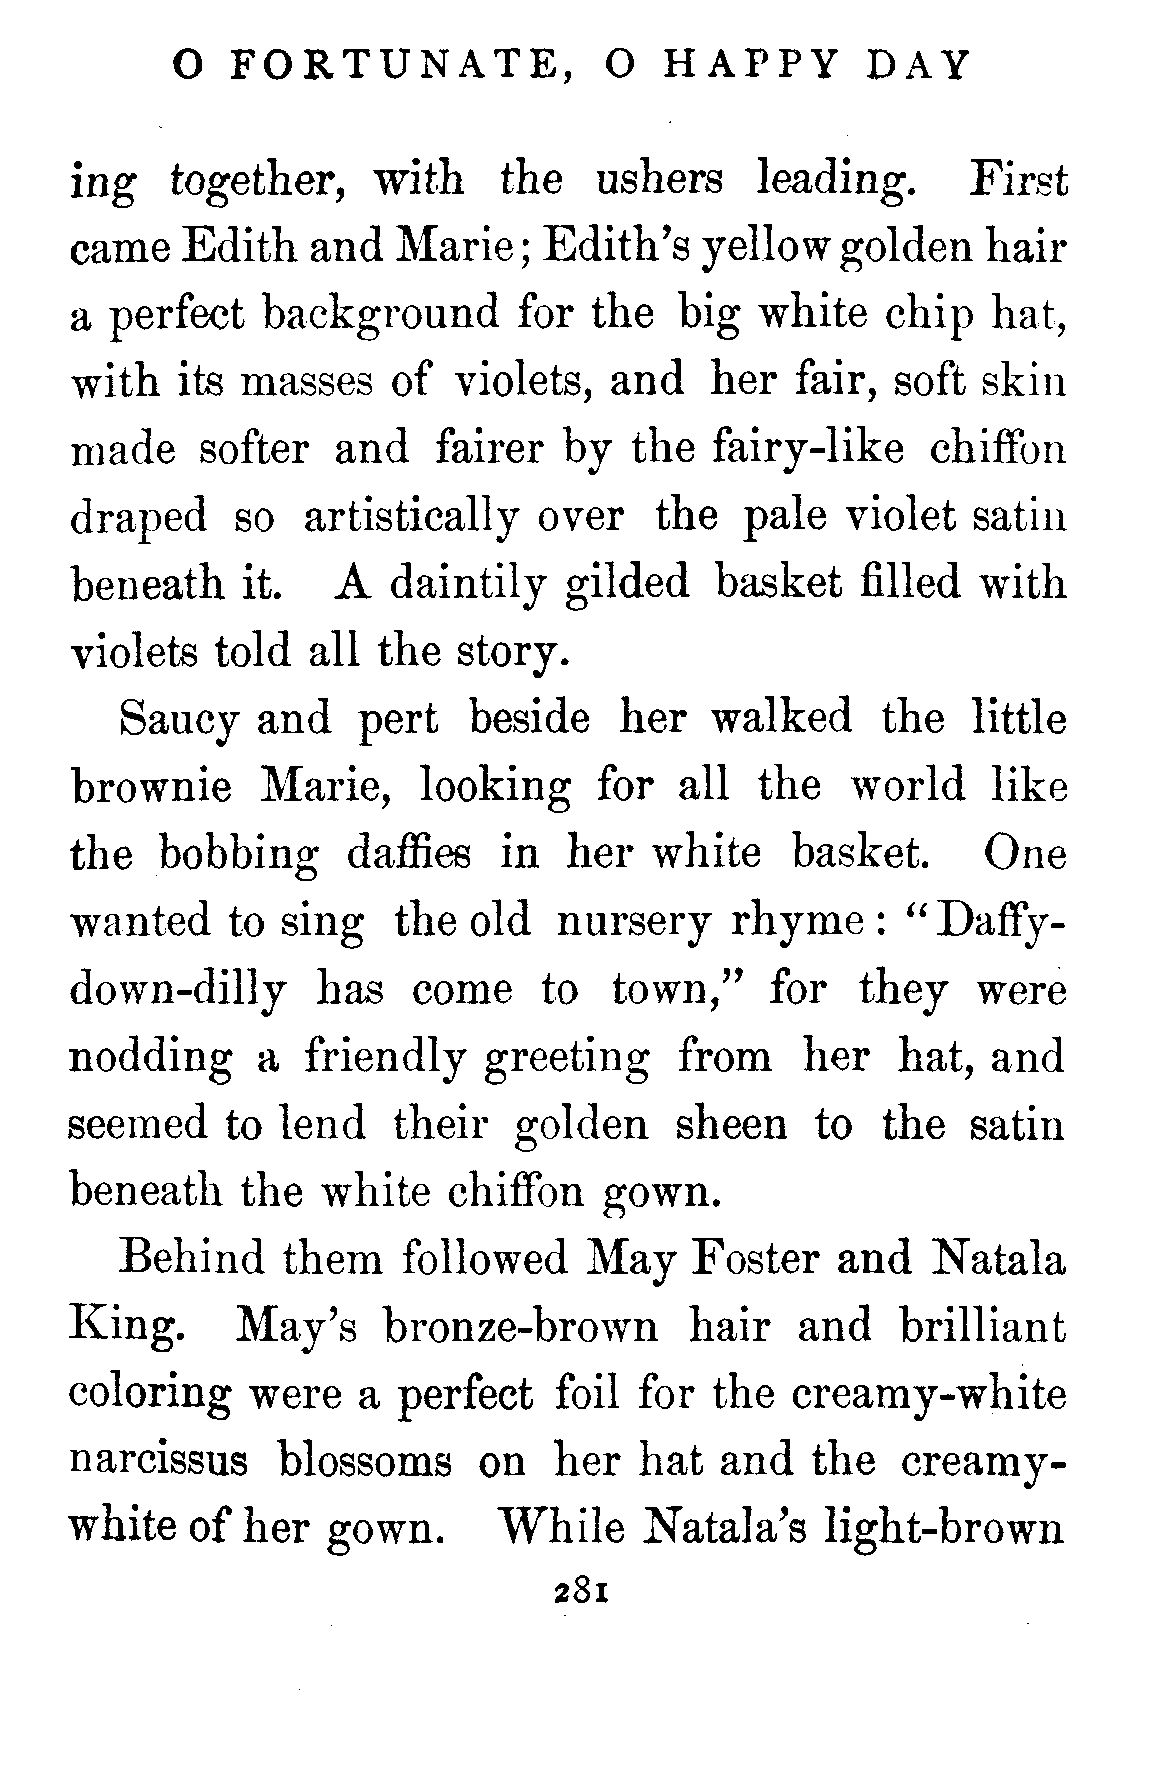 O FORTUNATE, O HAPPY DAY
ing together, with the ushers leading. First
came Edith and Marie; Edith's yellow golden hair
a perfect background for the big white chip hat,
with its masses of violets, and her fair, soft skin
made softer and fairer by the fairy-like chiffon
draped so artistically over the pale violet satin
beneath it. A daintily gilded basket filled with
violets told all the story.
Saucy and pert beside her walked the little
brownie Marie, looking for all the world like
the bobbing daffies in her white basket. One
wanted to sing the old nursery rhyme: "Daffy-
down-dilly has come to town," for they were
nodding a friendly greeting from her hat, and
seemed to lend their golden sheen to the satin
beneath the white chiffon gown.
Behind them followed May Foster and Natala
King. May's bronze-brown hair and brilliant
coloring were a perfect foil for the creamy-white
narcissus blossoms on her hat and the creamy-
white of her gown. While Natala's light-brown
281